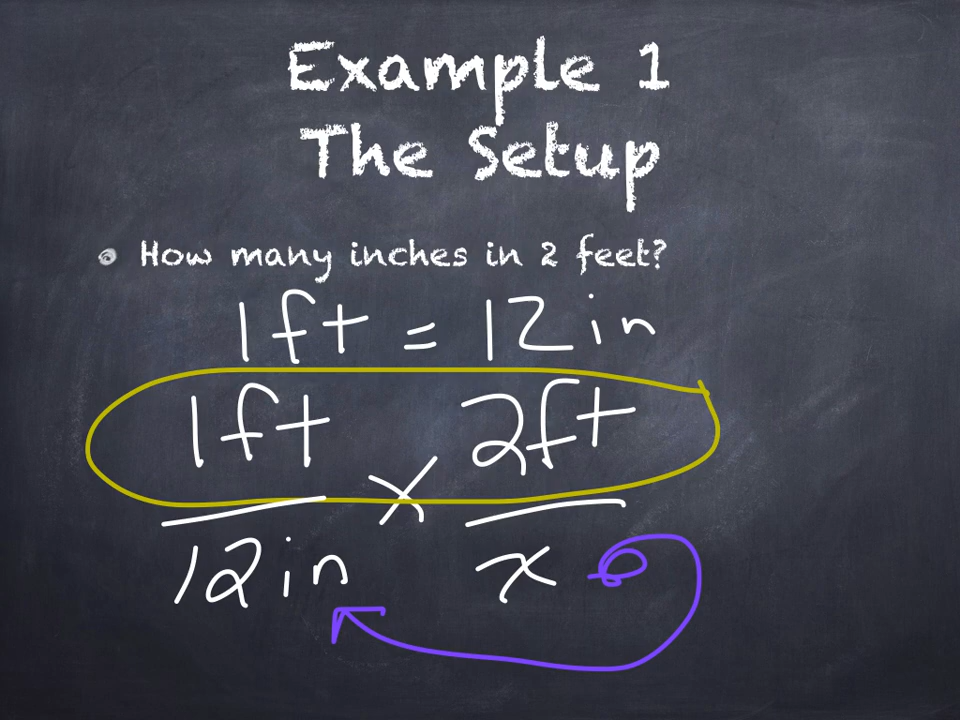 Example 1
The Setup
How many inches in 2 feet?
1ft = 12in
1ft 2ft
×
12in x